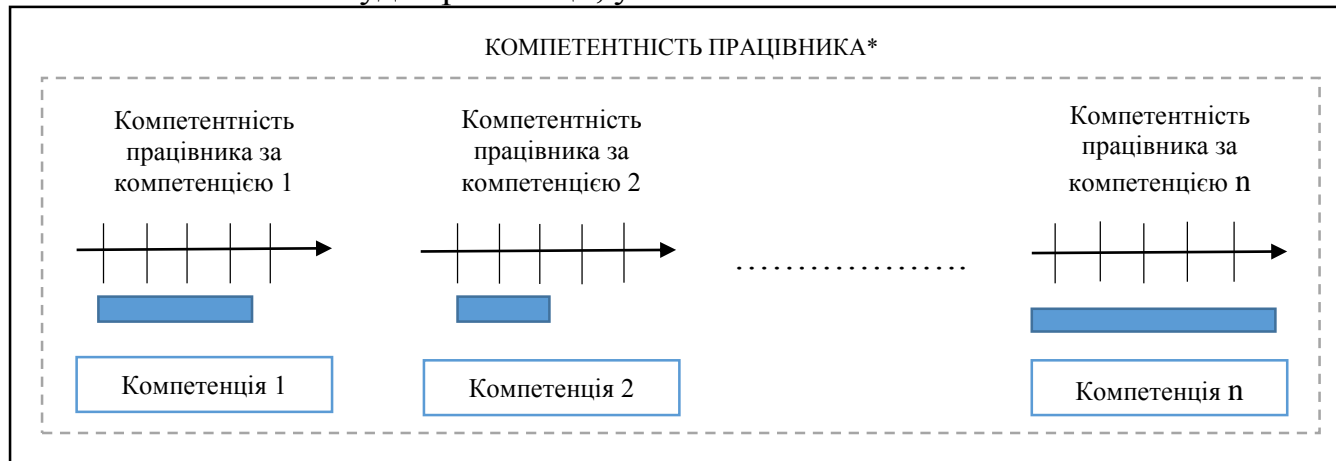 КОМПЕТЕНТНІСТЬ ПРАЦІВНИКА*
Компетентність
працівника за
компетенцією 1
Компетентність
працівника за
компетенцією 2
Компетентність
працівника за
компетенцією n
...................
Компетенція 1
Компетенція 2
Компетенція n